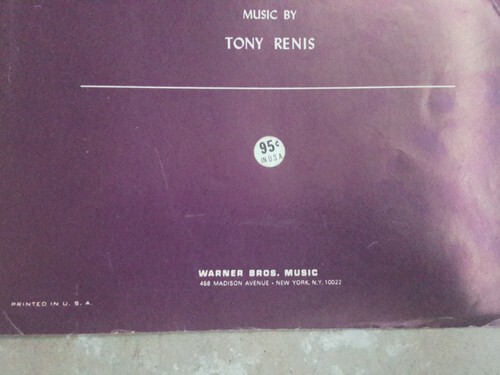 MUSIC BY
TONY RENIS
95¢
IN U.S.A.
WARNER BROS. MUSIC
488 MADISON AVENUE - NEW YORK, N.Y. 10022
PRINTED IN U. S. A.